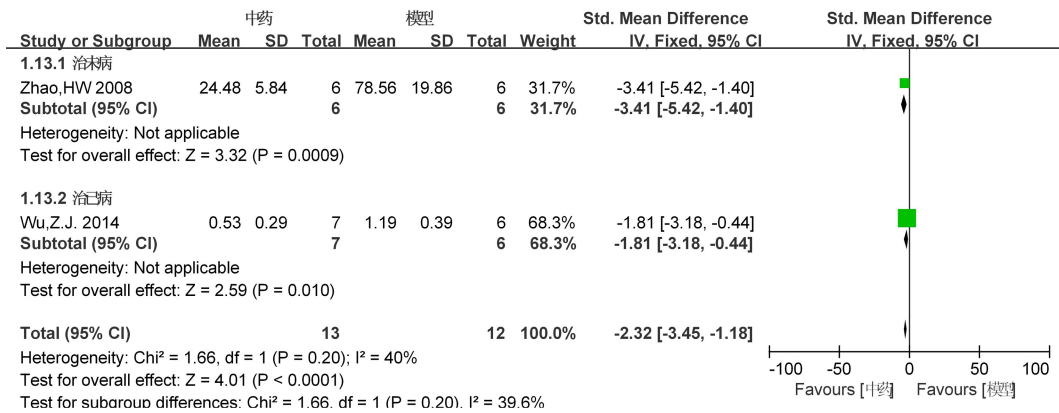 中药 模型 Std. Mean Difference Std. Mean Difference
Study or Subgroup Mean SD Total Mean SD Total Weight IV, Fixed, 95% CI IV, Fixed, 95% CI
1.13.1 治未病
Zhao,HW 2008 24.48 5.84 6 78.56 19.86 6 31.7% -3.41 [-5.42, -1.40]
Subtotal (95% CI) 6 6 31.7% -3.41 [-5.42, -1.40]
Heterogeneity: Not applicable
Test for overall effect: Z = 3.32 (P = 0.0009)
1.13.2 治已病
Wu,Z.J. 2014 0.53 0.29 7 1.19 0.39 6 68.3% -1.81 [-3.18, -0.44]
Subtotal (95% CI) 7 6 68.3% -1.81 [-3.18, -0.44]
Heterogeneity: Not applicable
Test for overall effect: Z = 2.59 (P = 0.010)
Total (95% CI) 13 12 100.0% -2.32 [-3.45, -1.18]
Heterogeneity: Chi² = 1.66, df = 1 (P = 0.20); I² = 40%
Test for overall effect: Z = 4.01 (P < 0.0001)
Test for subgroup differences: Chi² = 1.66, df = 1 (P = 0.20), I² = 39.6%
-100 -50 0 50 100
Favours [中药] Favours [模型]